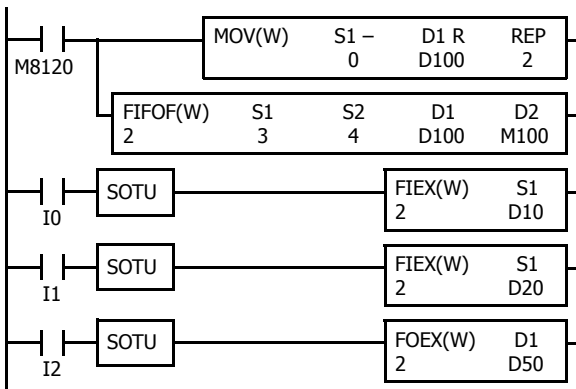 MOV(W) S1 – D1 R REP
0 D100 2
M8120
FIFOF(W) S1 S2 D1 D2
2 3 4 D100 M100
SOTU FIEX(W) S1
I0 2 D10
SOTU FIEX(W) S1
I1 2 D20
SOTU FOEX(W) D1
I2 2 D50